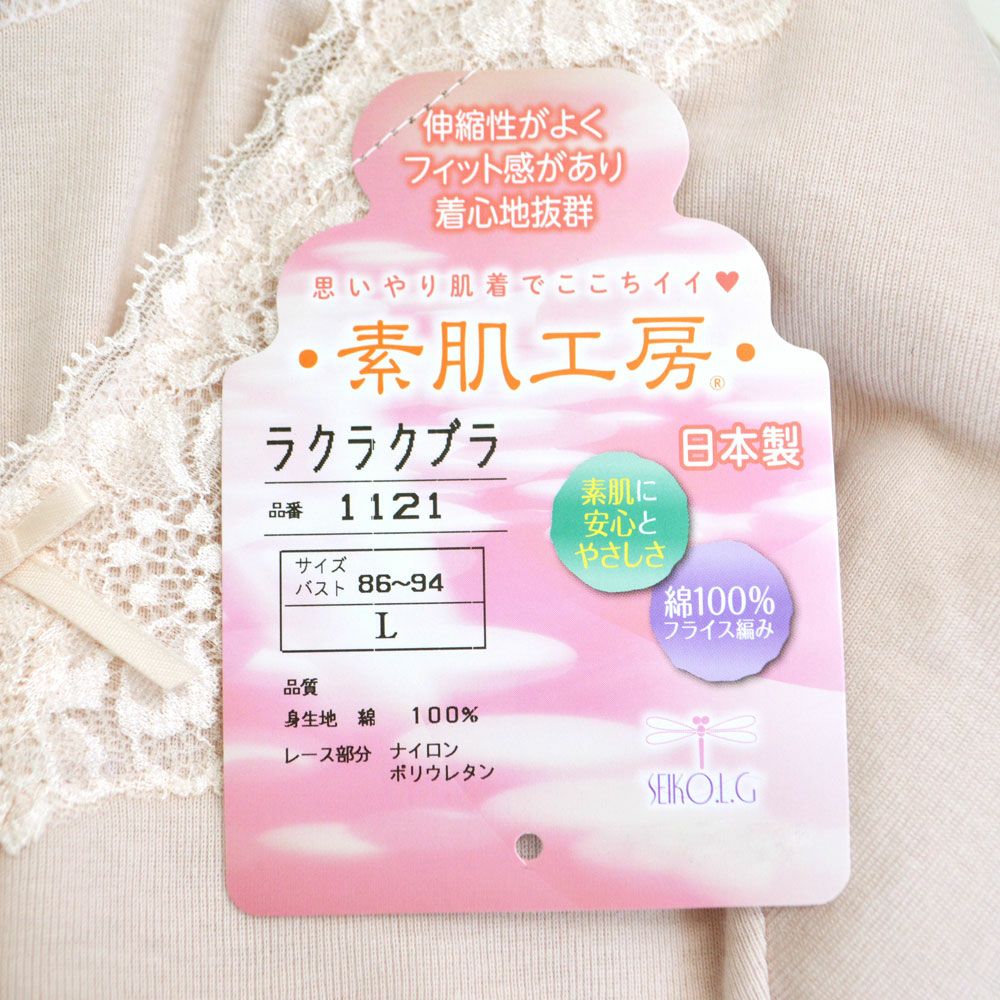 伸縮性がよく
フィット感があり
着心地抜群
思いやり肌着でここちイイ♥
・素肌工房・®
ラクラクブラ
日本製
品番 1121
素肌に
安心と
やさしさ
サイズ
バスト 86~94
L
綿100%
フライス編み
品質
身生地 綿 100%
レース部分 ナイロン
ポリウレタン
SEIKO.L.G